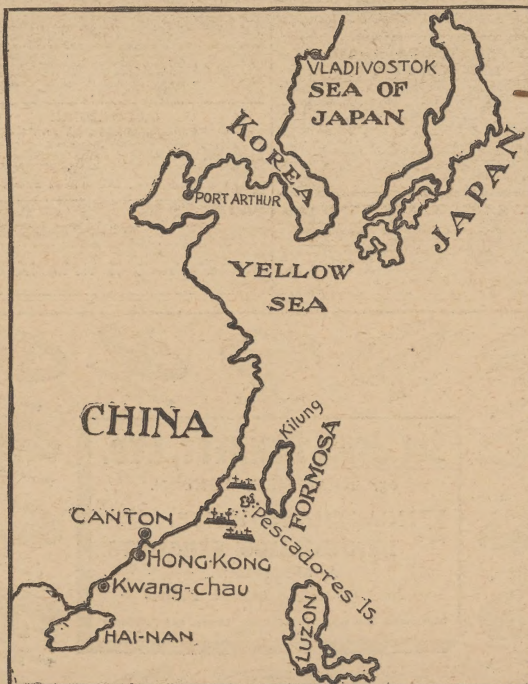 VLADIVOSTOK
SEA OF
JAPAN
KOREA
JAPAN
PORT ARTHUR
YELLOW
SEA
CHINA
Kilung
FORMOSA
Pescadores Is.
CANTON
HONG-KONG
Kwang-chau
HAI-NAN
LUZON